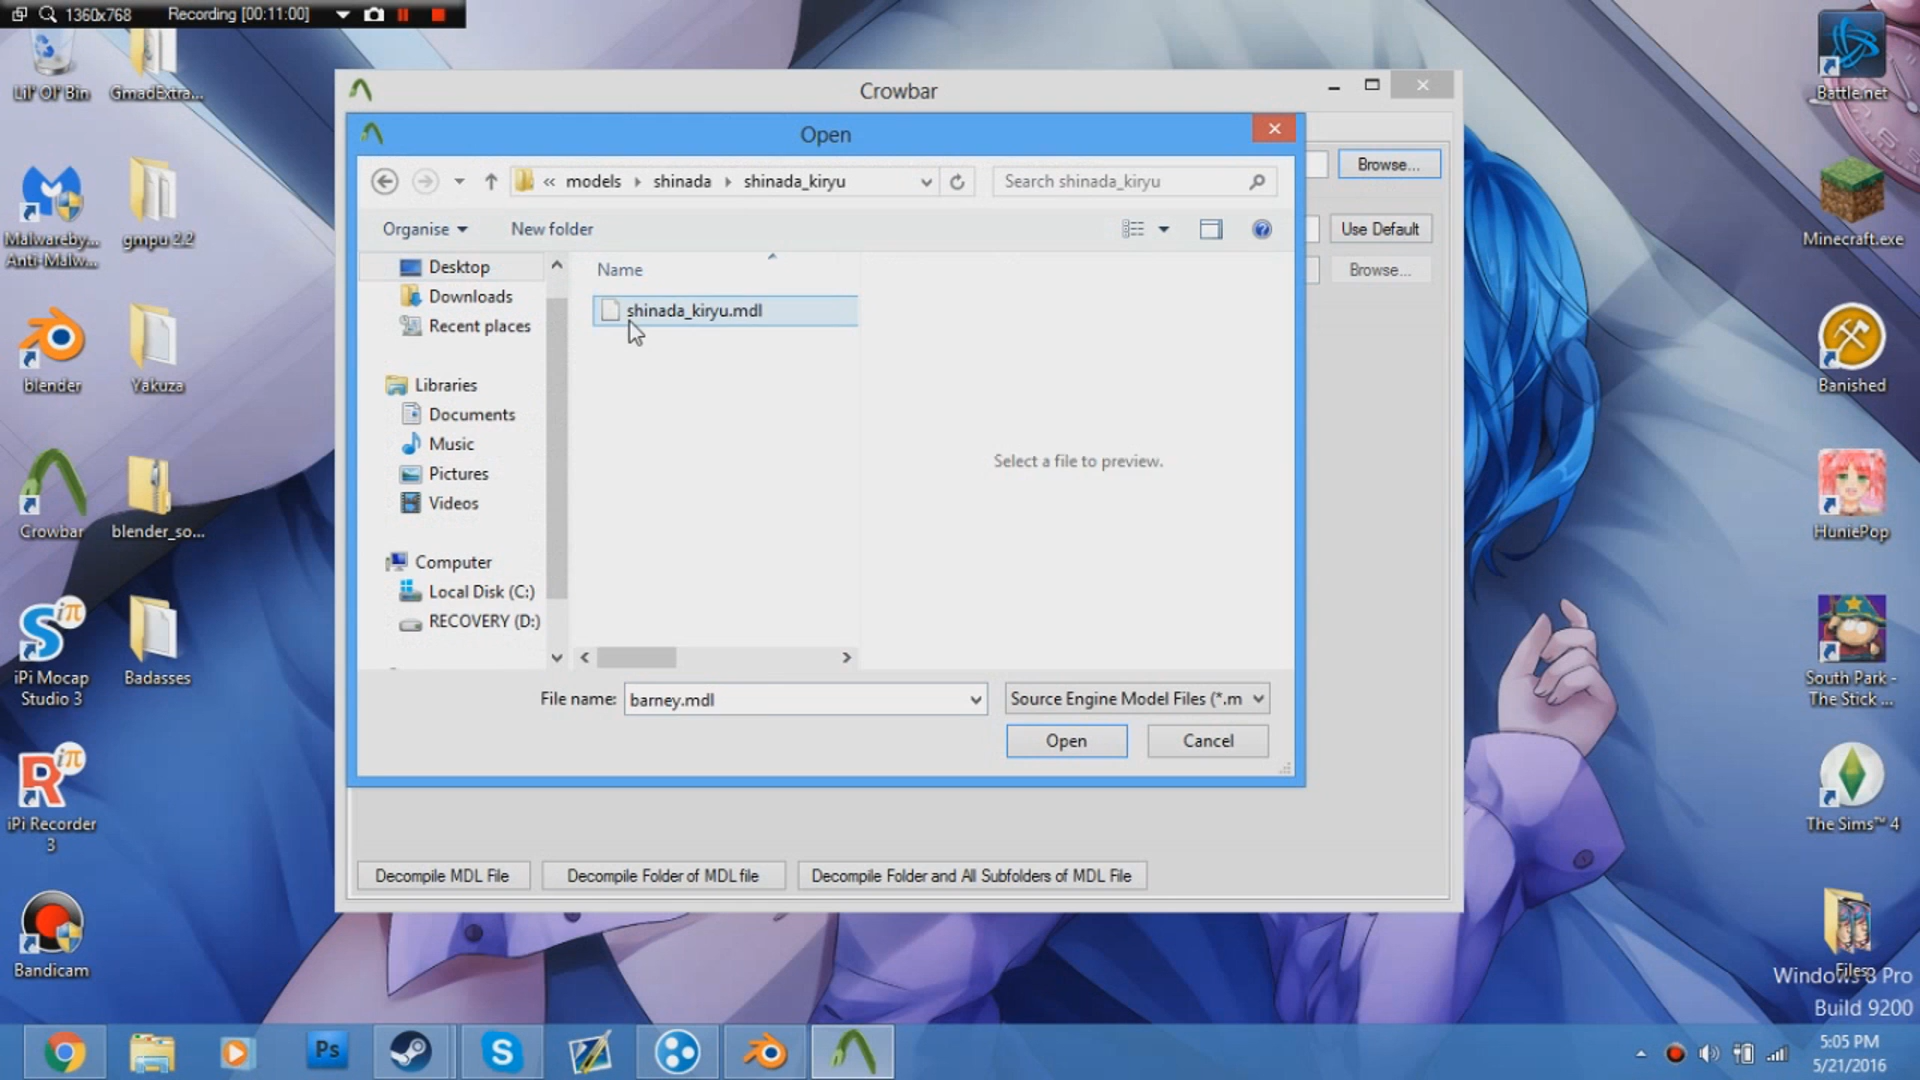 1360x768
Recording [00:11:00]
Lil' Ol' Bin
GmadExtra...
Malwareby...
Anti-Malw...
gmpu 2.2
blender
Yakuza
Crowbar
blender_so...
iPi Mocap
Studio 3
Badasses
iPi Recorder
3
Bandicam
Crowbar
Open
« models shinada shinada_kiryu
Search shinada_kiryu
Browse...
Organise
New folder
Use Default
Browse...
Desktop
Downloads
Recent places
Libraries
Documents
Music
Pictures
Videos
Computer
Local Disk (C:)
RECOVERY (D:)
Name
shinada_kiryu.mdl
Select a file to preview.
File name:
barney.mdl
Source Engine Model Files (*.m
Open
Cancel
Decompile MDL File
Decompile Folder of MDL file
Decompile Folder and All Subfolders of MDL File
Battle.net
Minecraft.exe
Banished
HuniePop
South Park -
The Stick ...
The Sims™ 4
Files
Windows 8 Pro
Build 9200
Ps
5:05 PM
5/21/2016